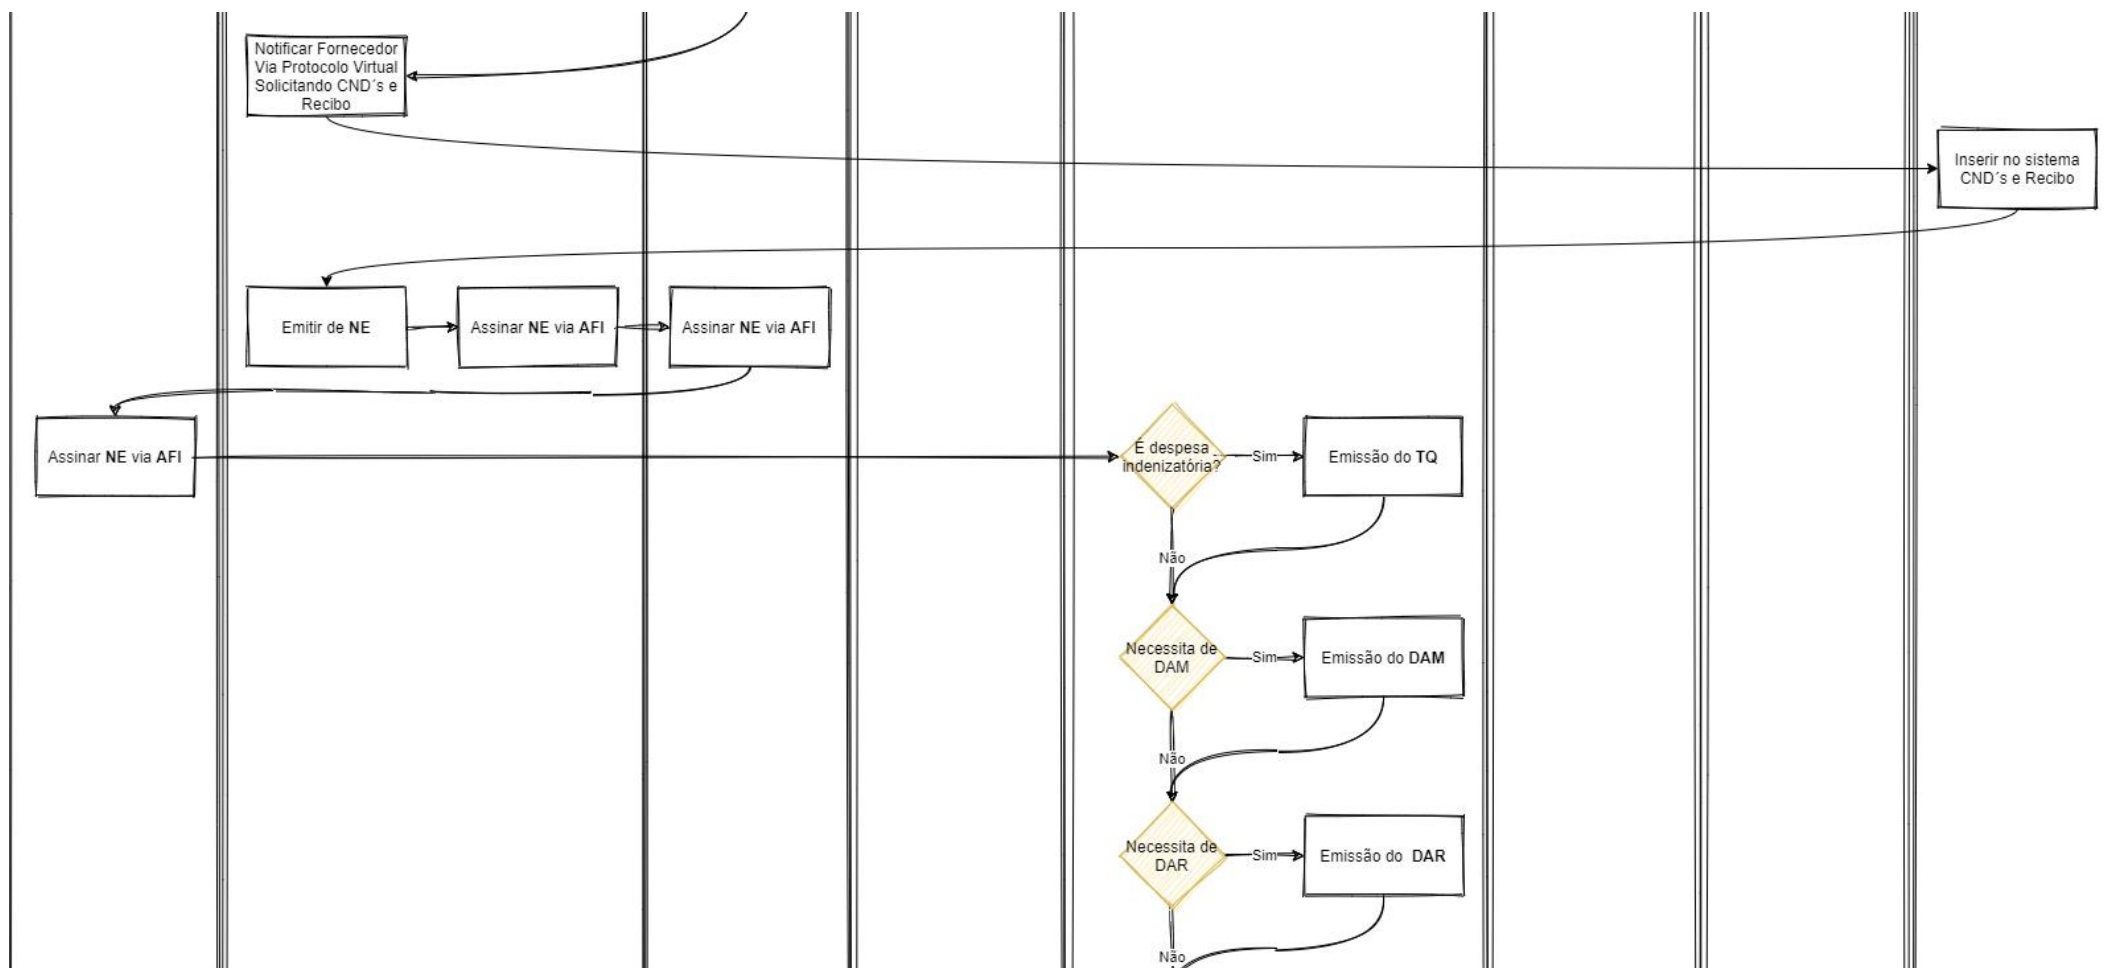 Notificar Fornecedor
Via Protocolo Virtual
Solicitando CND´s e
Recibo
Inserir no sistema
CND´s e Recibo
Emitir de NE
Assinar NE via AFI
Assinar NE via AFI
Assinar NE via AFI
É despesa
indenizatória?
Sim
Emissão do TQ
Não
Necessita de
DAM
Sim
Emissão do DAM
Não
Necessita de
DAR
Sim
Emissão do DAR
Não